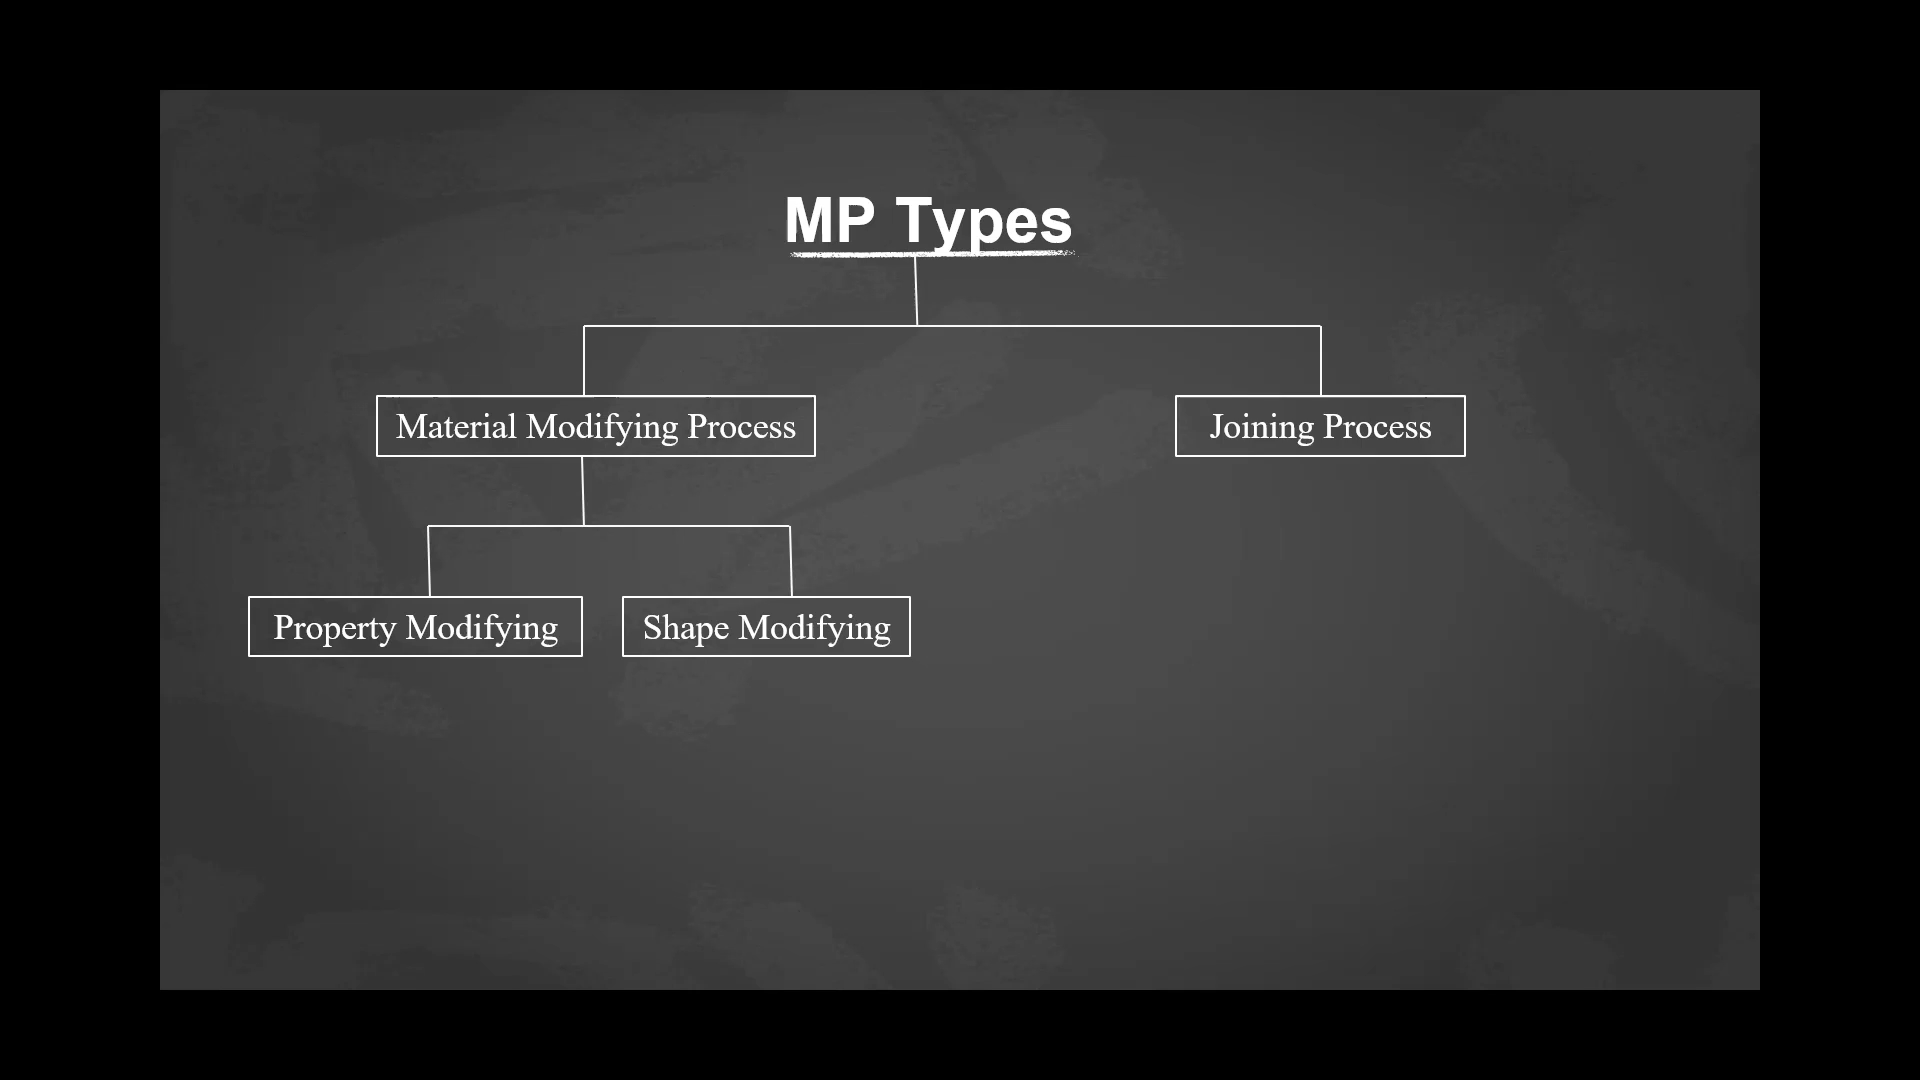 MP Types
Material Modifying Process
Joining Process
Property Modifying
Shape Modifying